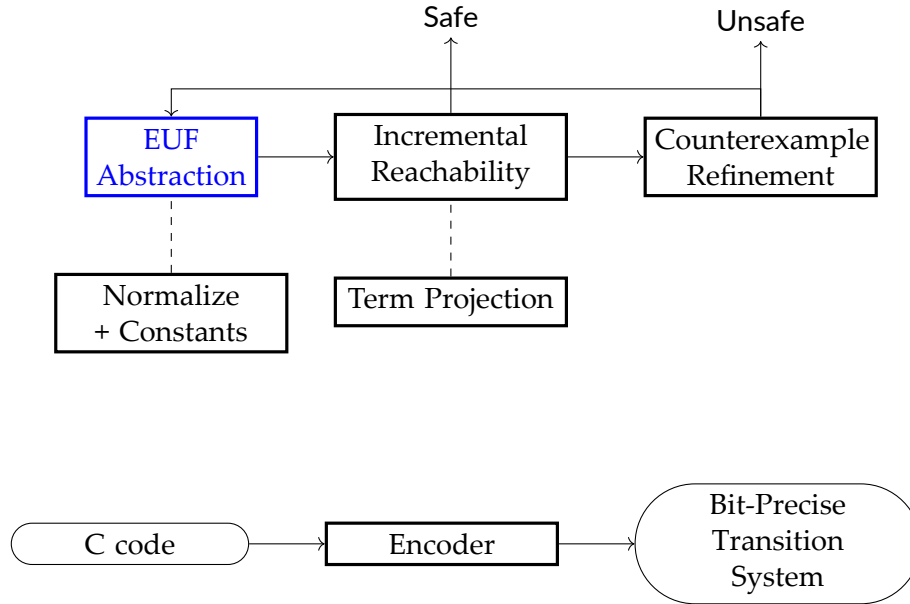 Safe
Unsafe
EUF
Abstraction
Incremental
Reachability
Counterexample
Refinement
Normalize
+ Constants
Term Projection
C code
Encoder
Bit-Precise
Transition
System